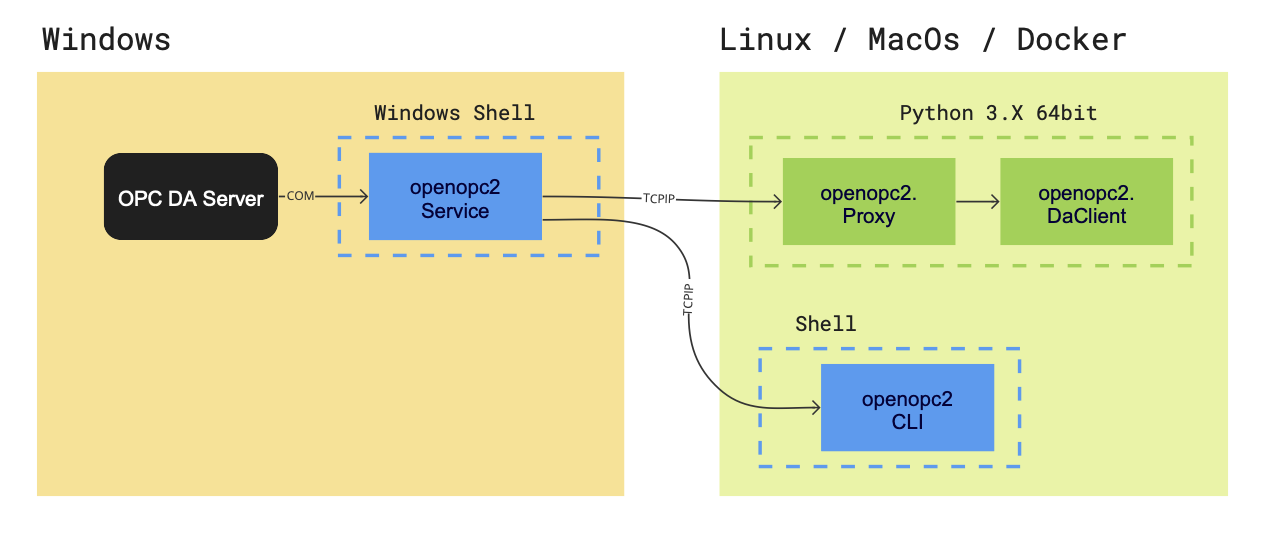 Windows
Linux / MacOs / Docker
Windows Shell
Python 3.X 64bit
OPC DA Server
COM
openopc2
Service
TCPIP
openopc2.
Proxy
openopc2.
DaClient
TCPIP
Shell
openopc2
CLI